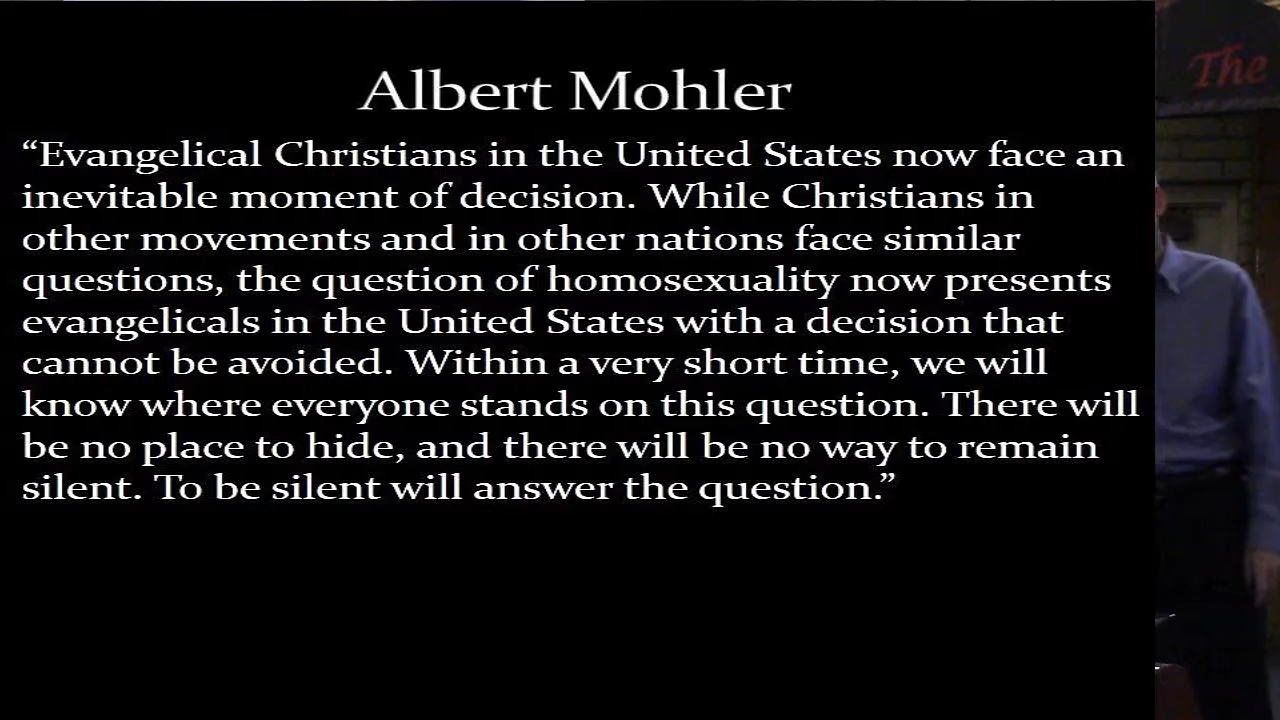 Albert Mohler
“Evangelical Christians in the United States now face an
inevitable moment of decision. While Christians in
other movements and in other nations face similar
questions, the question of homosexuality now presents
evangelicals in the United States with a decision that
cannot be avoided. Within a very short time, we will
know where everyone stands on this question. There will
be no place to hide, and there will be no way to remain
silent. To be silent will answer the question.”
The